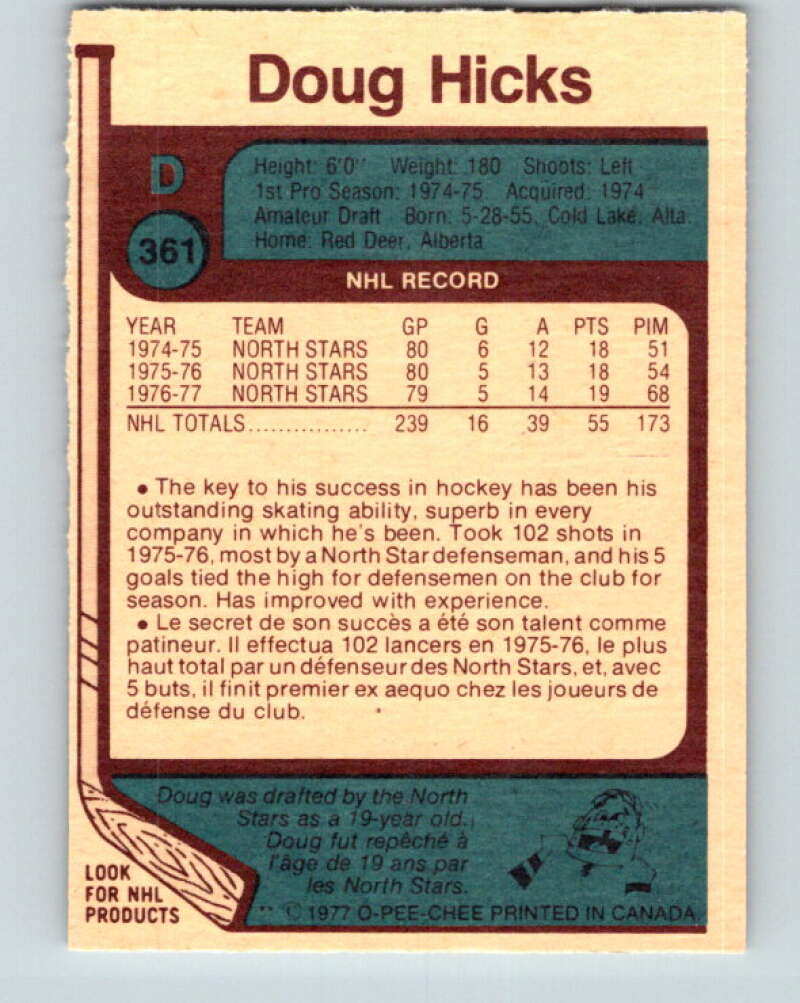 Doug Hicks
D
361
Height: 6'0" Weight: 180 Shoots: Left
1st Pro Season: 1974-75 Acquired: 1974
Amateur Draft Born: 5-28-55, Cold Lake, Alta.
Home: Red Deer, Alberta
NHL RECORD
YEAR TEAM GP G A PTS PIM
1974-75 NORTH STARS 80 6 12 18 51
1975-76 NORTH STARS 80 5 13 18 54
1976-77 NORTH STARS 79 5 14 19 68
NHL TOTALS................ 239 16 39 55 173
• The key to his success in hockey has been his
outstanding skating ability, superb in every
company in which he's been. Took 102 shots in
1975-76, most by a North Star defenseman, and his 5
goals tied the high for defensemen on the club for
season. Has improved with experience.
• Le secret de son succès a été son talent comme
patineur. Il effectua 102 lancers en 1975-76, le plus
haut total par un défenseur des North Stars, et, avec
5 buts, il finit premier ex aequo chez les joueurs de
défense du club.
Doug was drafted by the North
Stars as a 19-year old.
Doug fut repêché à
l'âge de 19 ans par
les North Stars.
LOOK
FOR NHL
PRODUCTS
** © 1977 O-PEE-CHEE PRINTED IN CANADA